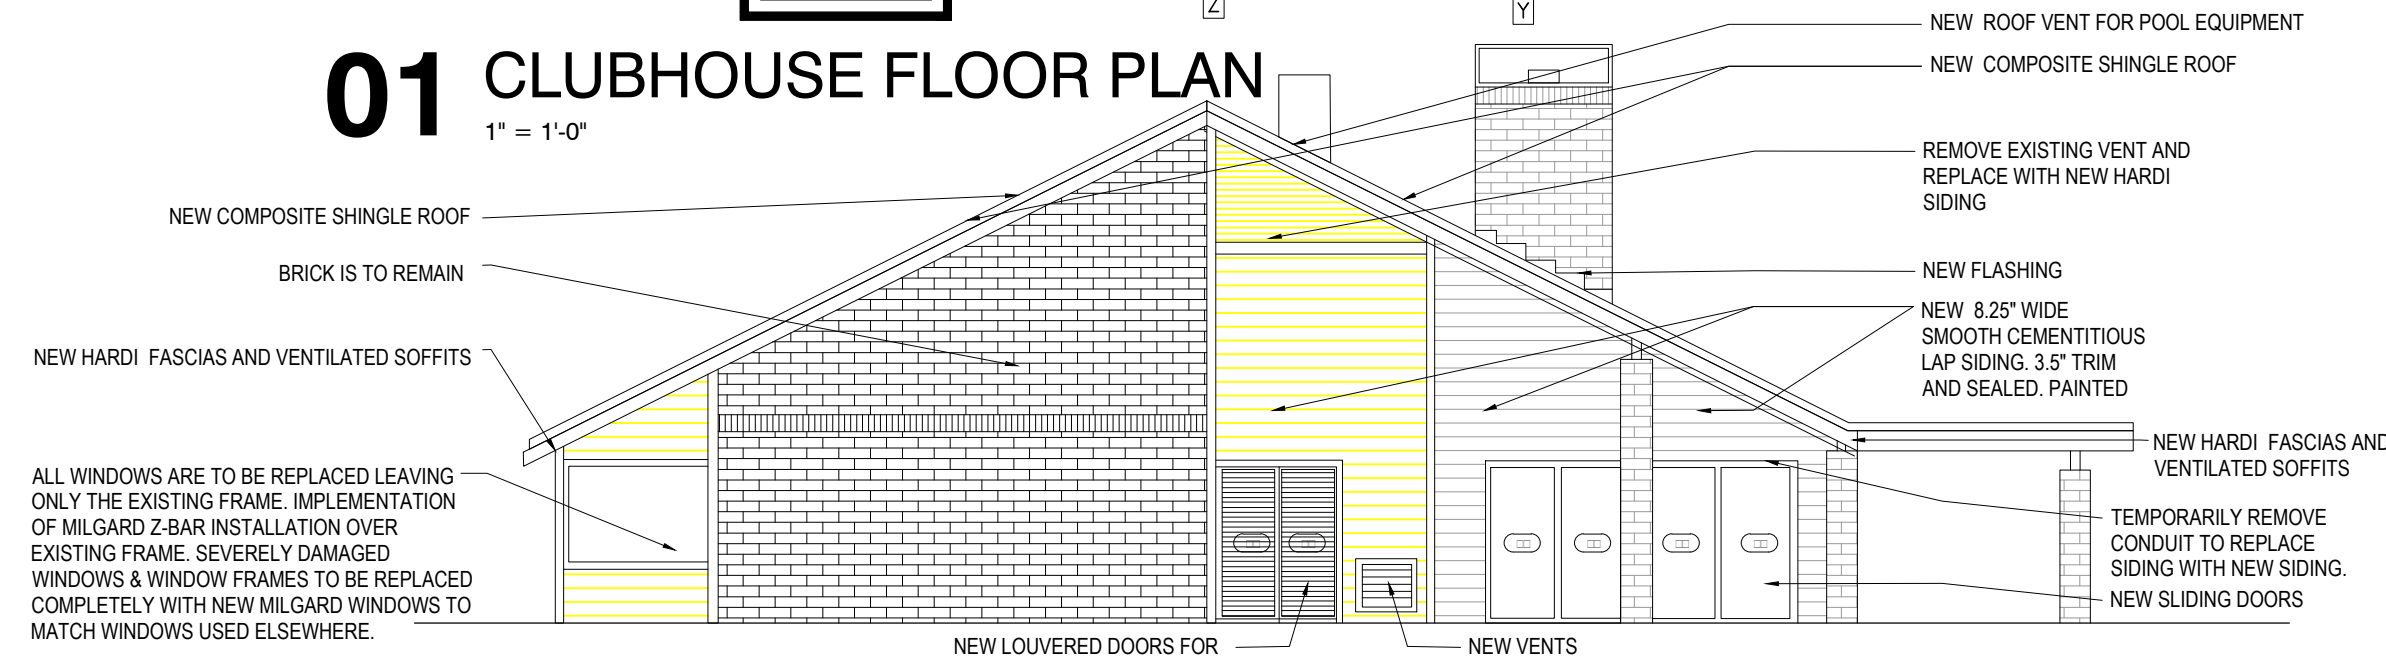 Z
Y
01 CLUBHOUSE FLOOR PLAN
1" = 1'-0"
NEW COMPOSITE SHINGLE ROOF
BRICK IS TO REMAIN
NEW HARDI FASCIAS AND VENTILATED SOFFITS
ALL WINDOWS ARE TO BE REPLACED LEAVING
ONLY THE EXISTING FRAME. IMPLEMENTATION
OF MILGARD Z-BAR INSTALLATION OVER
EXISTING FRAME. SEVERELY DAMAGED
WINDOWS & WINDOW FRAMES TO BE REPLACED
COMPLETELY WITH NEW MILGARD WINDOWS TO
MATCH WINDOWS USED ELSEWHERE.
NEW LOUVERED DOORS FOR
NEW VENTS
NEW ROOF VENT FOR POOL EQUIPMENT
NEW COMPOSITE SHINGLE ROOF
REMOVE EXISTING VENT AND
REPLACE WITH NEW HARDI
SIDING
NEW FLASHING
NEW 8.25" WIDE
SMOOTH CEMENTITIOUS
LAP SIDING. 3.5" TRIM
AND SEALED. PAINTED
NEW HARDI FASCIAS AND
VENTILATED SOFFITS
TEMPORARILY REMOVE
CONDUIT TO REPLACE
SIDING WITH NEW SIDING.
NEW SLIDING DOORS